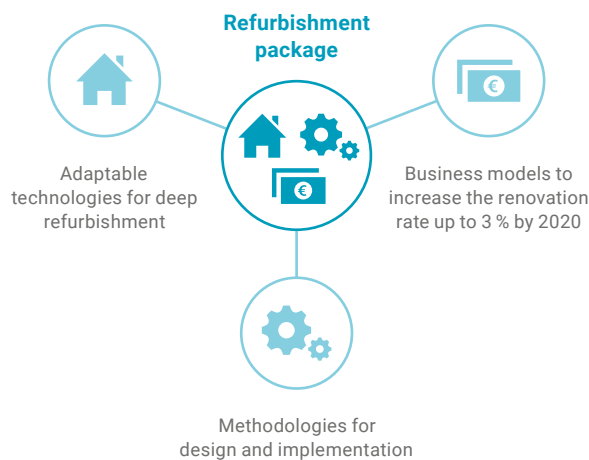 Refurbishment
package
€
€
Adaptable
technologies for deep
refurbishment
Business models to
increase the renovation
rate up to 3 % by 2020
Methodologies for
design and implementation